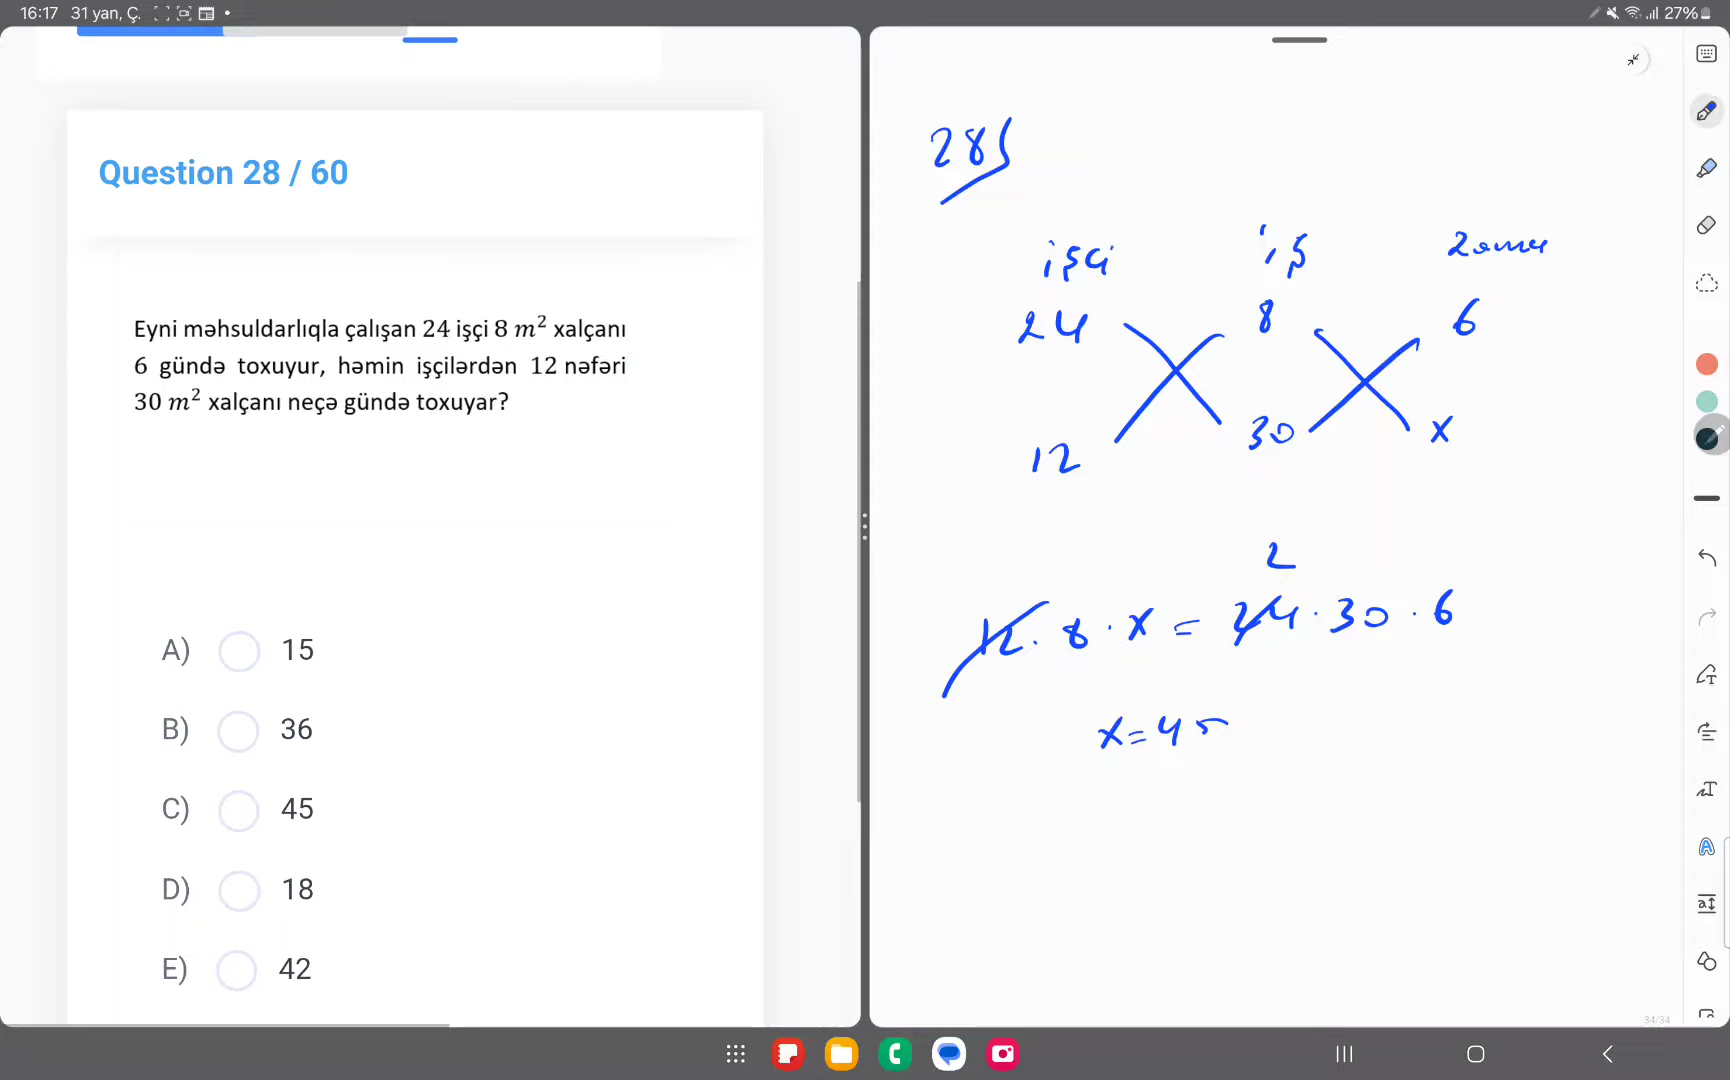 16:17 31 yan, Ç. 27%
Question 28 / 60
Eyni məhsuldarlıqla çalışan 24 işçi 8 m² xalçanı
6 gündə toxuyur, həmin işçilərdən 12 nəfəri
30 m² xalçanı neçə gündə toxuyar?
A) 15
B) 36
C) 45
D) 18
E) 42
28
işçi iş zaman
24 8 6
12 30 x
2
12 · 8 · x = 24 · 30 · 6
x = 45
34/34